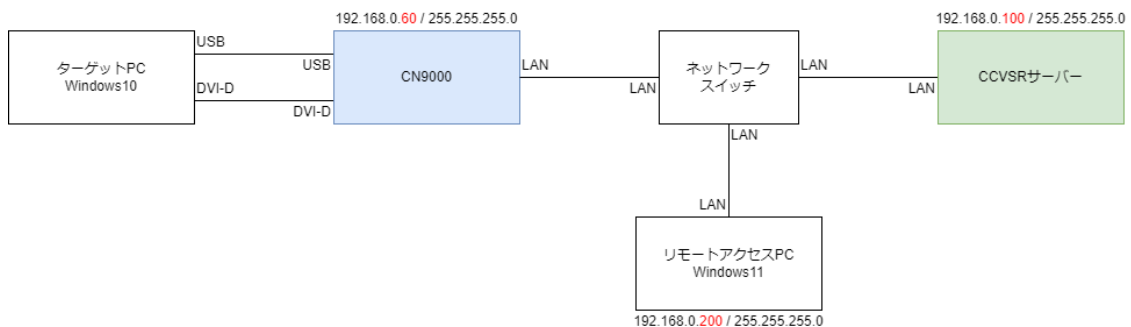 192.168.0.60 / 255.255.255.0
192.168.0.100 / 255.255.255.0
ターゲットPC
Windows10
USB
USB
DVI-D
DVI-D
CN9000
LAN
LAN
ネットワーク
スイッチ
LAN
LAN
CCVSRサーバー
LAN
LAN
リモートアクセスPC
Windows11
192.168.0.200 / 255.255.255.0